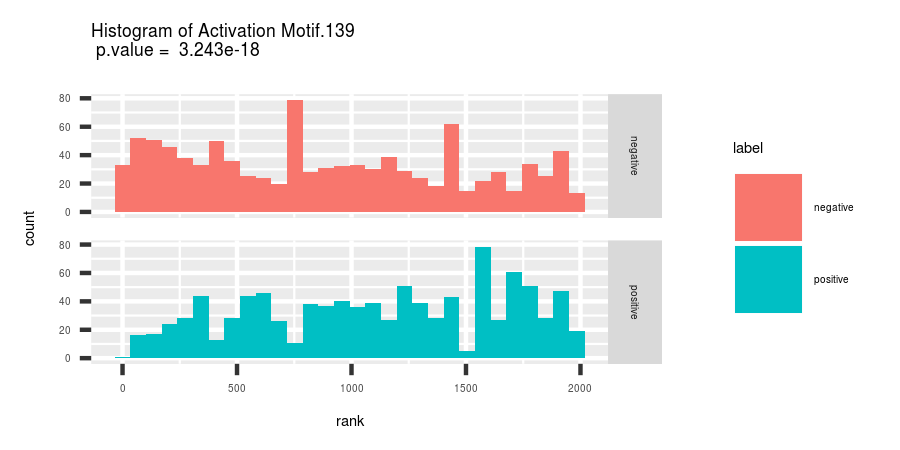 Histogram of Activation Motif.139
p.value = 3.243e-18
count
80
60
40
20
0
negative
80
60
40
20
0
positive
0 500 1000 1500 2000
rank
label
negative
positive